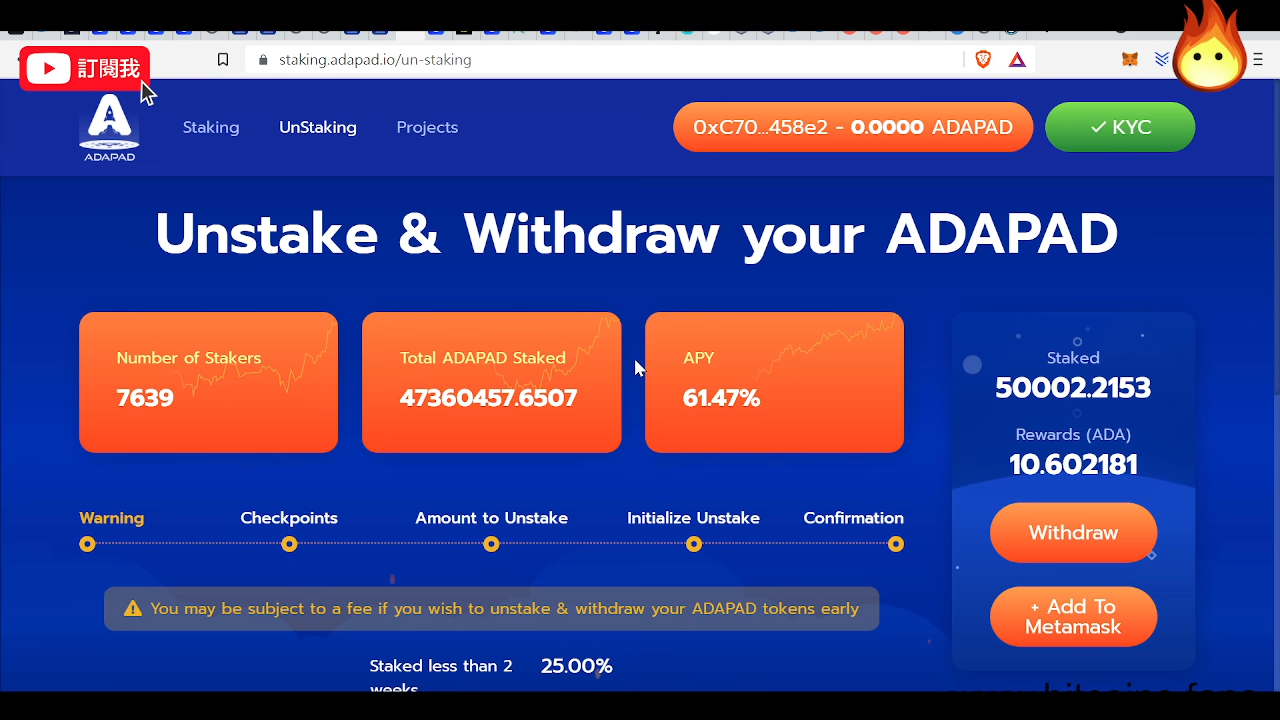 訂閱我
staking.adapad.io/un-staking
ADAPAD
Staking UnStaking Projects
0xC70...458e2 - 0.0000 ADAPAD
KYC
Unstake & Withdraw your ADAPAD
Number of Stakers
7639
Total ADAPAD Staked
47360457.6507
APY
61.47%
Staked
50002.2153
Rewards (ADA)
10.602181
Withdraw
+ Add To
Metamask
Warning Checkpoints Amount to Unstake Initialize Unstake Confirmation
You may be subject to a fee if you wish to unstake & withdraw your ADAPAD tokens early
Staked less than 2 25.00%
weeks